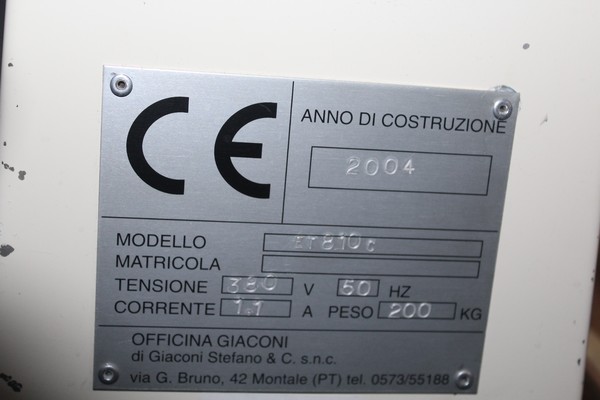 CE
ANNO DI COSTRUZIONE
2004
MODELLO
MATRICOLA
TENSIONE 380 V 50 HZ
CORRENTE 1.1 A PESO 200 KG
OFFICINA GIACONI
di Giaconi Stefano & C. s.n.c.
via G. Bruno, 42 Montale (PT) tel. 0573/55188